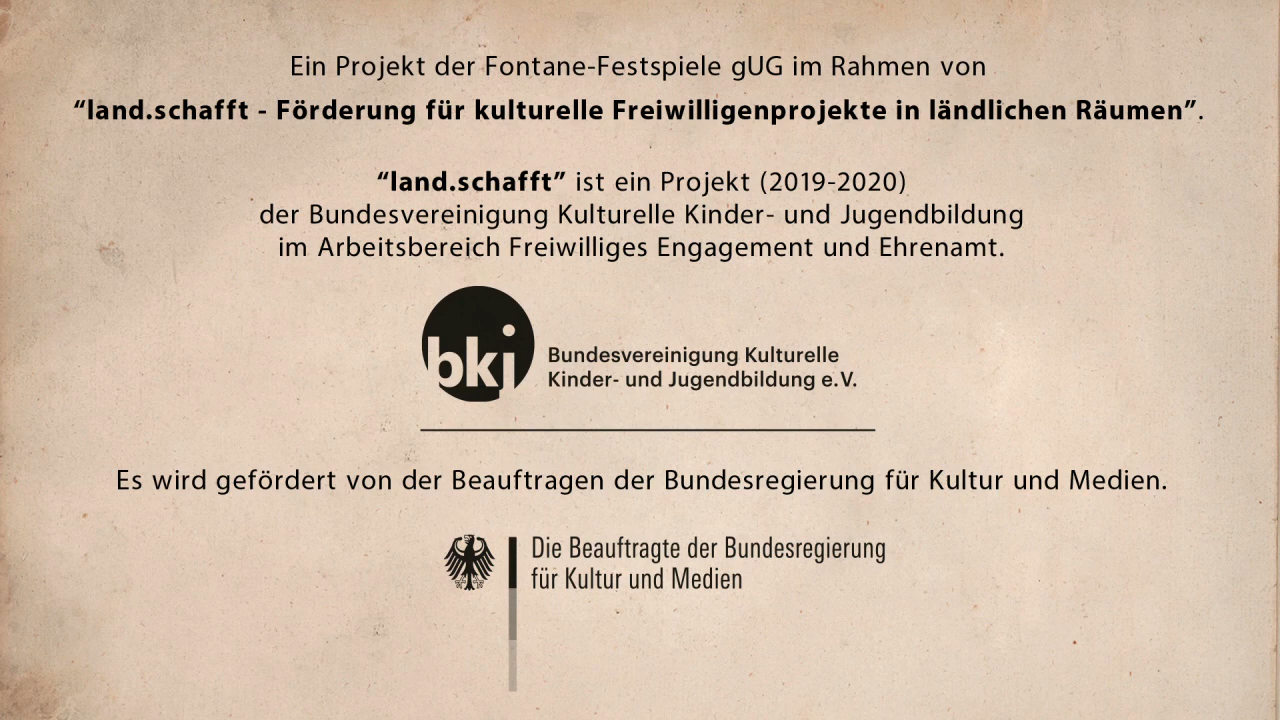 Ein Projekt der Fontane-Festspiele gUG im Rahmen von
“land.schafft - Förderung für kulturelle Freiwilligenprojekte in ländlichen Räumen”.
“land.schafft” ist ein Projekt (2019-2020)
der Bundesvereinigung Kulturelle Kinder- und Jugendbildung
im Arbeitsbereich Freiwilliges Engagement und Ehrenamt.
bkj
Bundesvereinigung Kulturelle
Kinder- und Jugendbildung e.V.
Es wird gefördert von der Beauftragen der Bundesregierung für Kultur und Medien.
Die Beauftragte der Bundesregierung
für Kultur und Medien